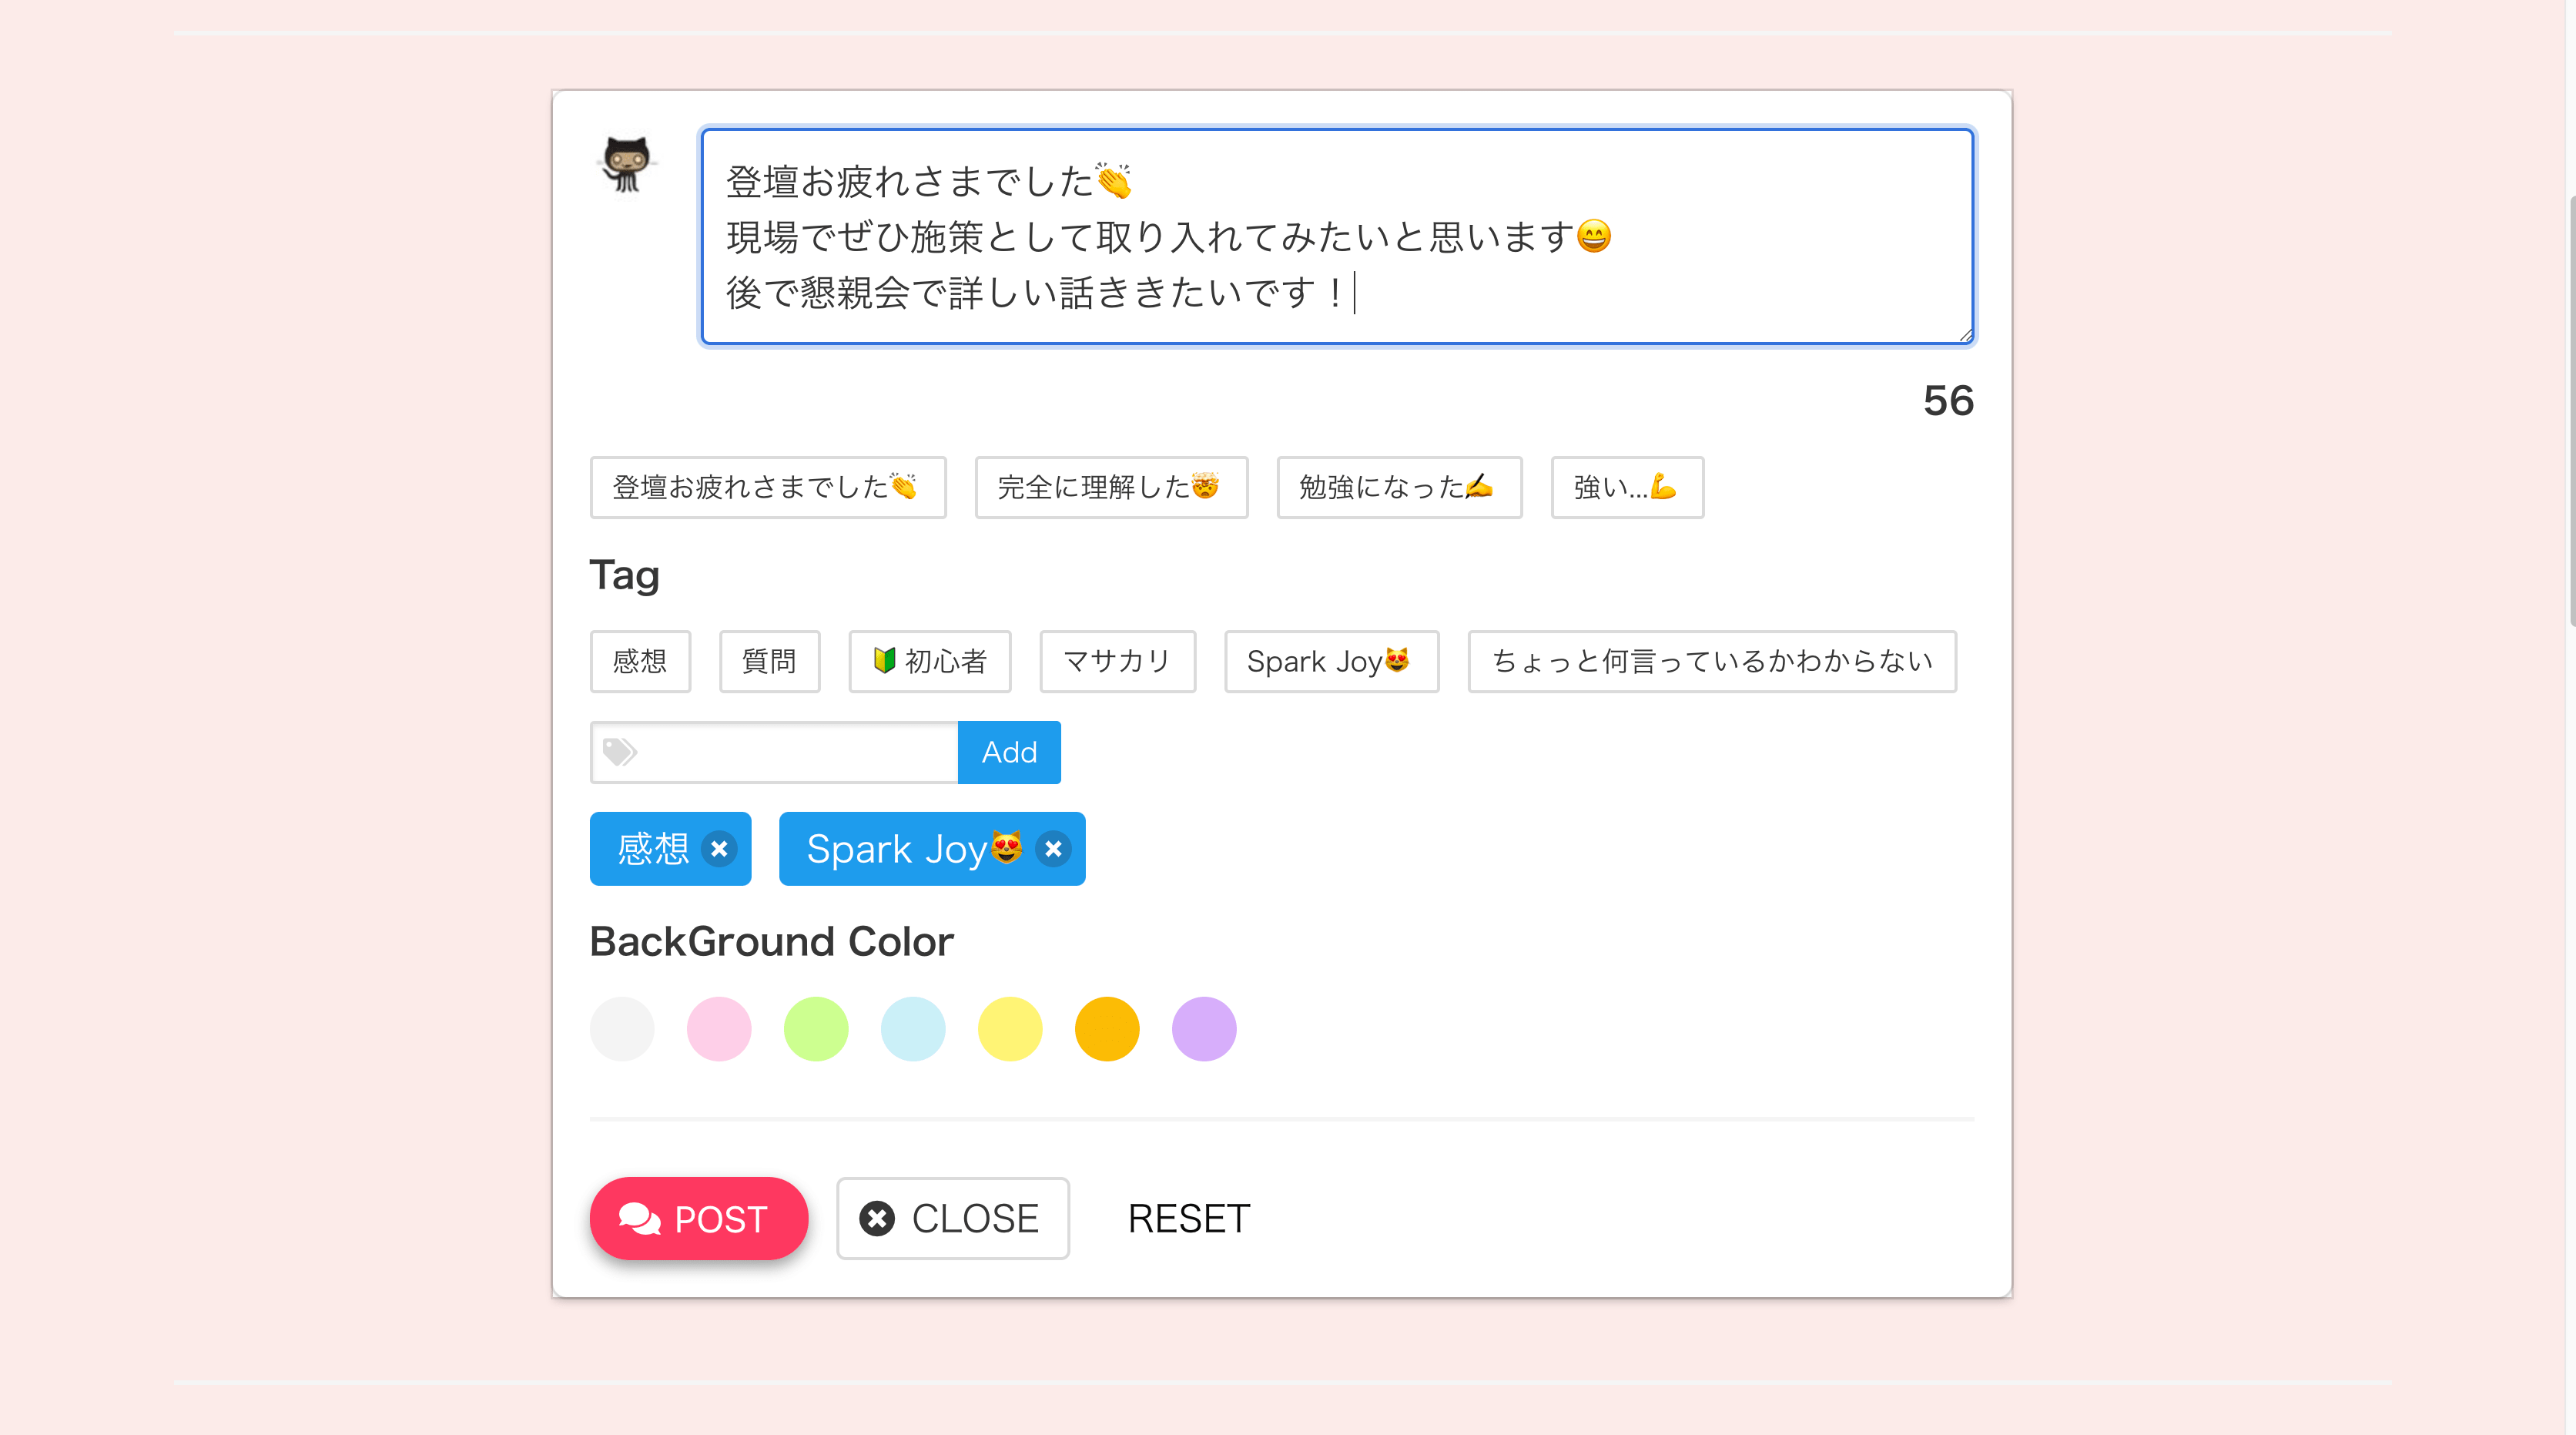 登壇お疲れさまでした👏
現場でぜひ施策として取り入れてみたいと思います😄
後で懇親会で詳しい話ききたいです！
56
登壇お疲れさまでした👏 完全に理解した🤯 勉強になった✍️ 強い...💪
Tag
感想 質問 🔰初心者 マサカリ Spark Joy😻 ちょっと何言っているかわからない
Add
感想 Spark Joy😻
BackGround Color
POST CLOSE RESET